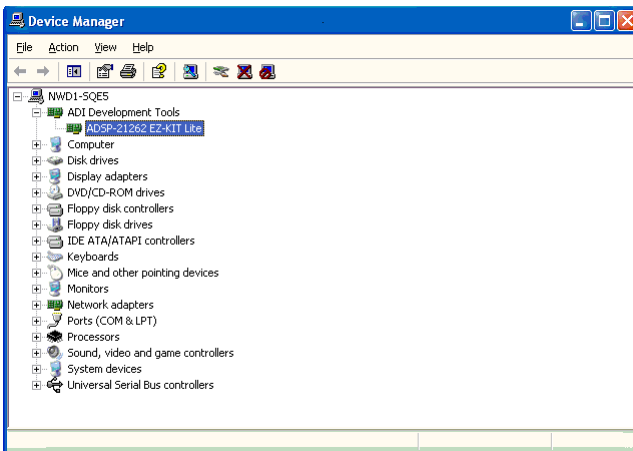 Device Manager
File Action View Help
NWD1-SQE5
ADI Development Tools
ADSP-21262 EZ-KIT Lite
Computer
Disk drives
Display adapters
DVD/CD-ROM drives
Floppy disk controllers
Floppy disk drives
IDE ATA/ATAPI controllers
Keyboards
Mice and other pointing devices
Monitors
Network adapters
Ports (COM & LPT)
Processors
Sound, video and game controllers
System devices
Universal Serial Bus controllers